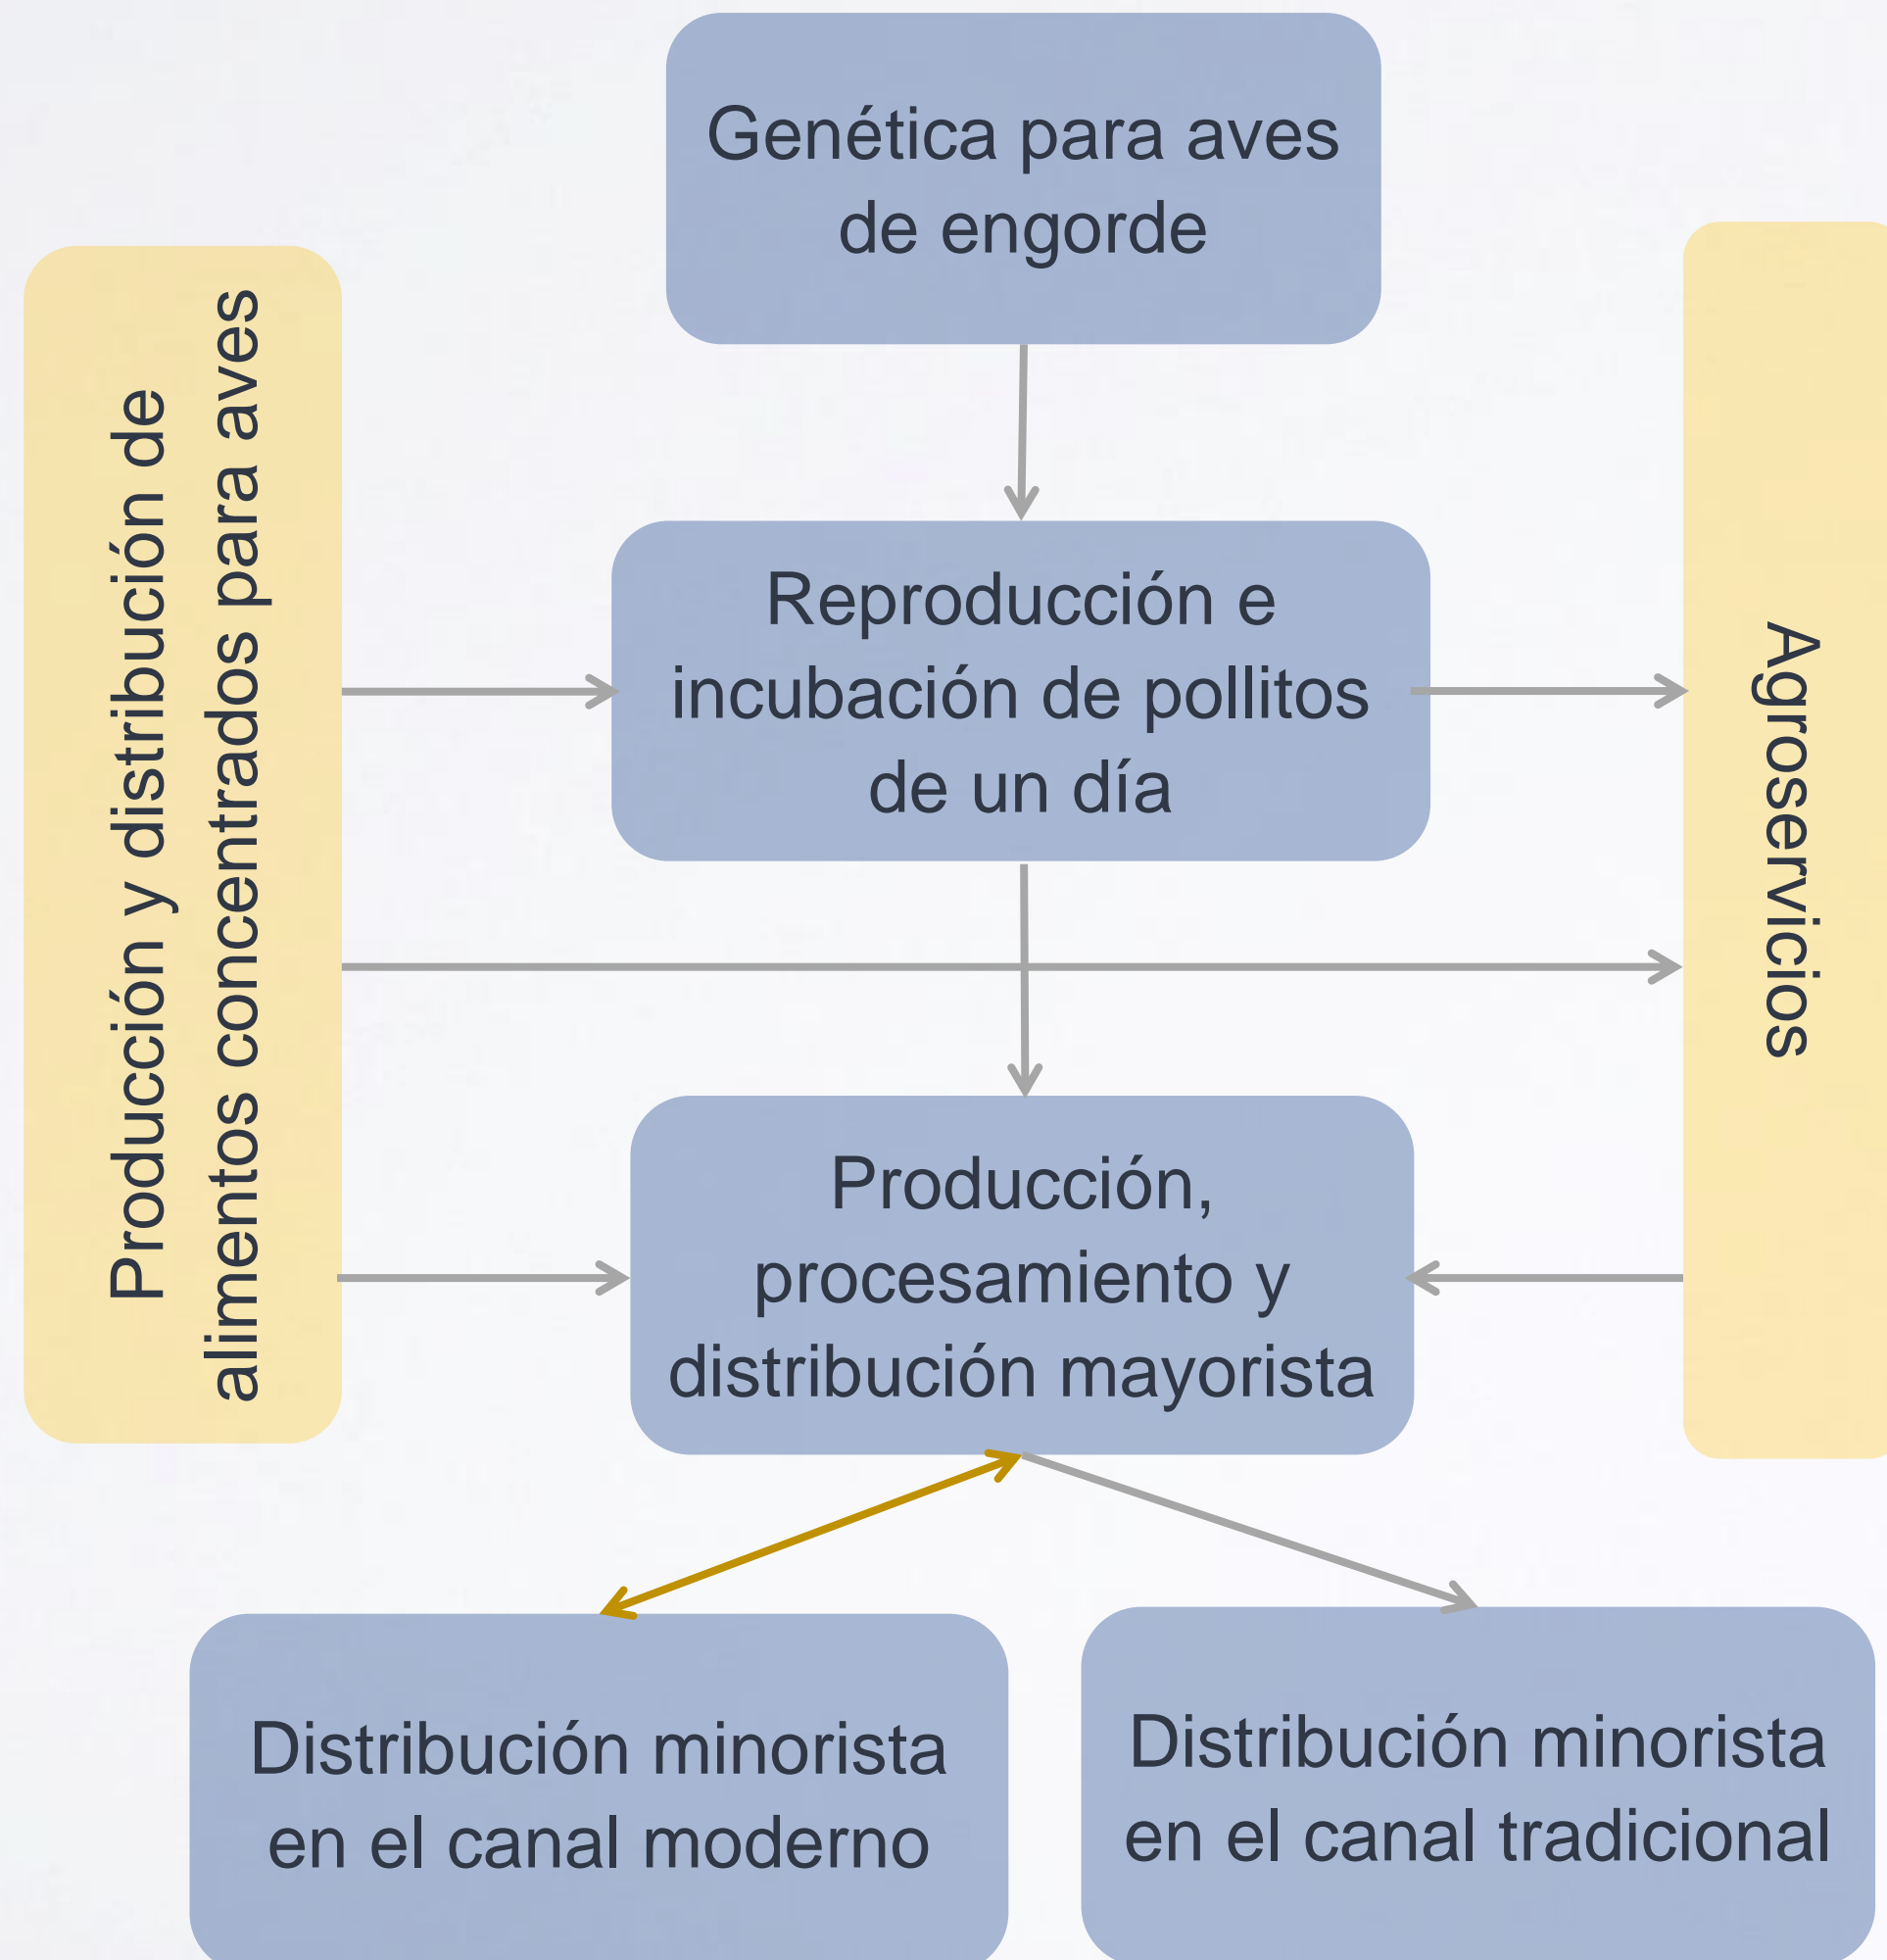 Genética para aves
de engorde
Producción y distribución de
alimentos concentrados para aves
Reproducción e
incubación de pollitos
de un día
Agroservicios
Producción,
procesamiento y
distribución mayorista
Distribución minorista
en el canal moderno
Distribución minorista
en el canal tradicional